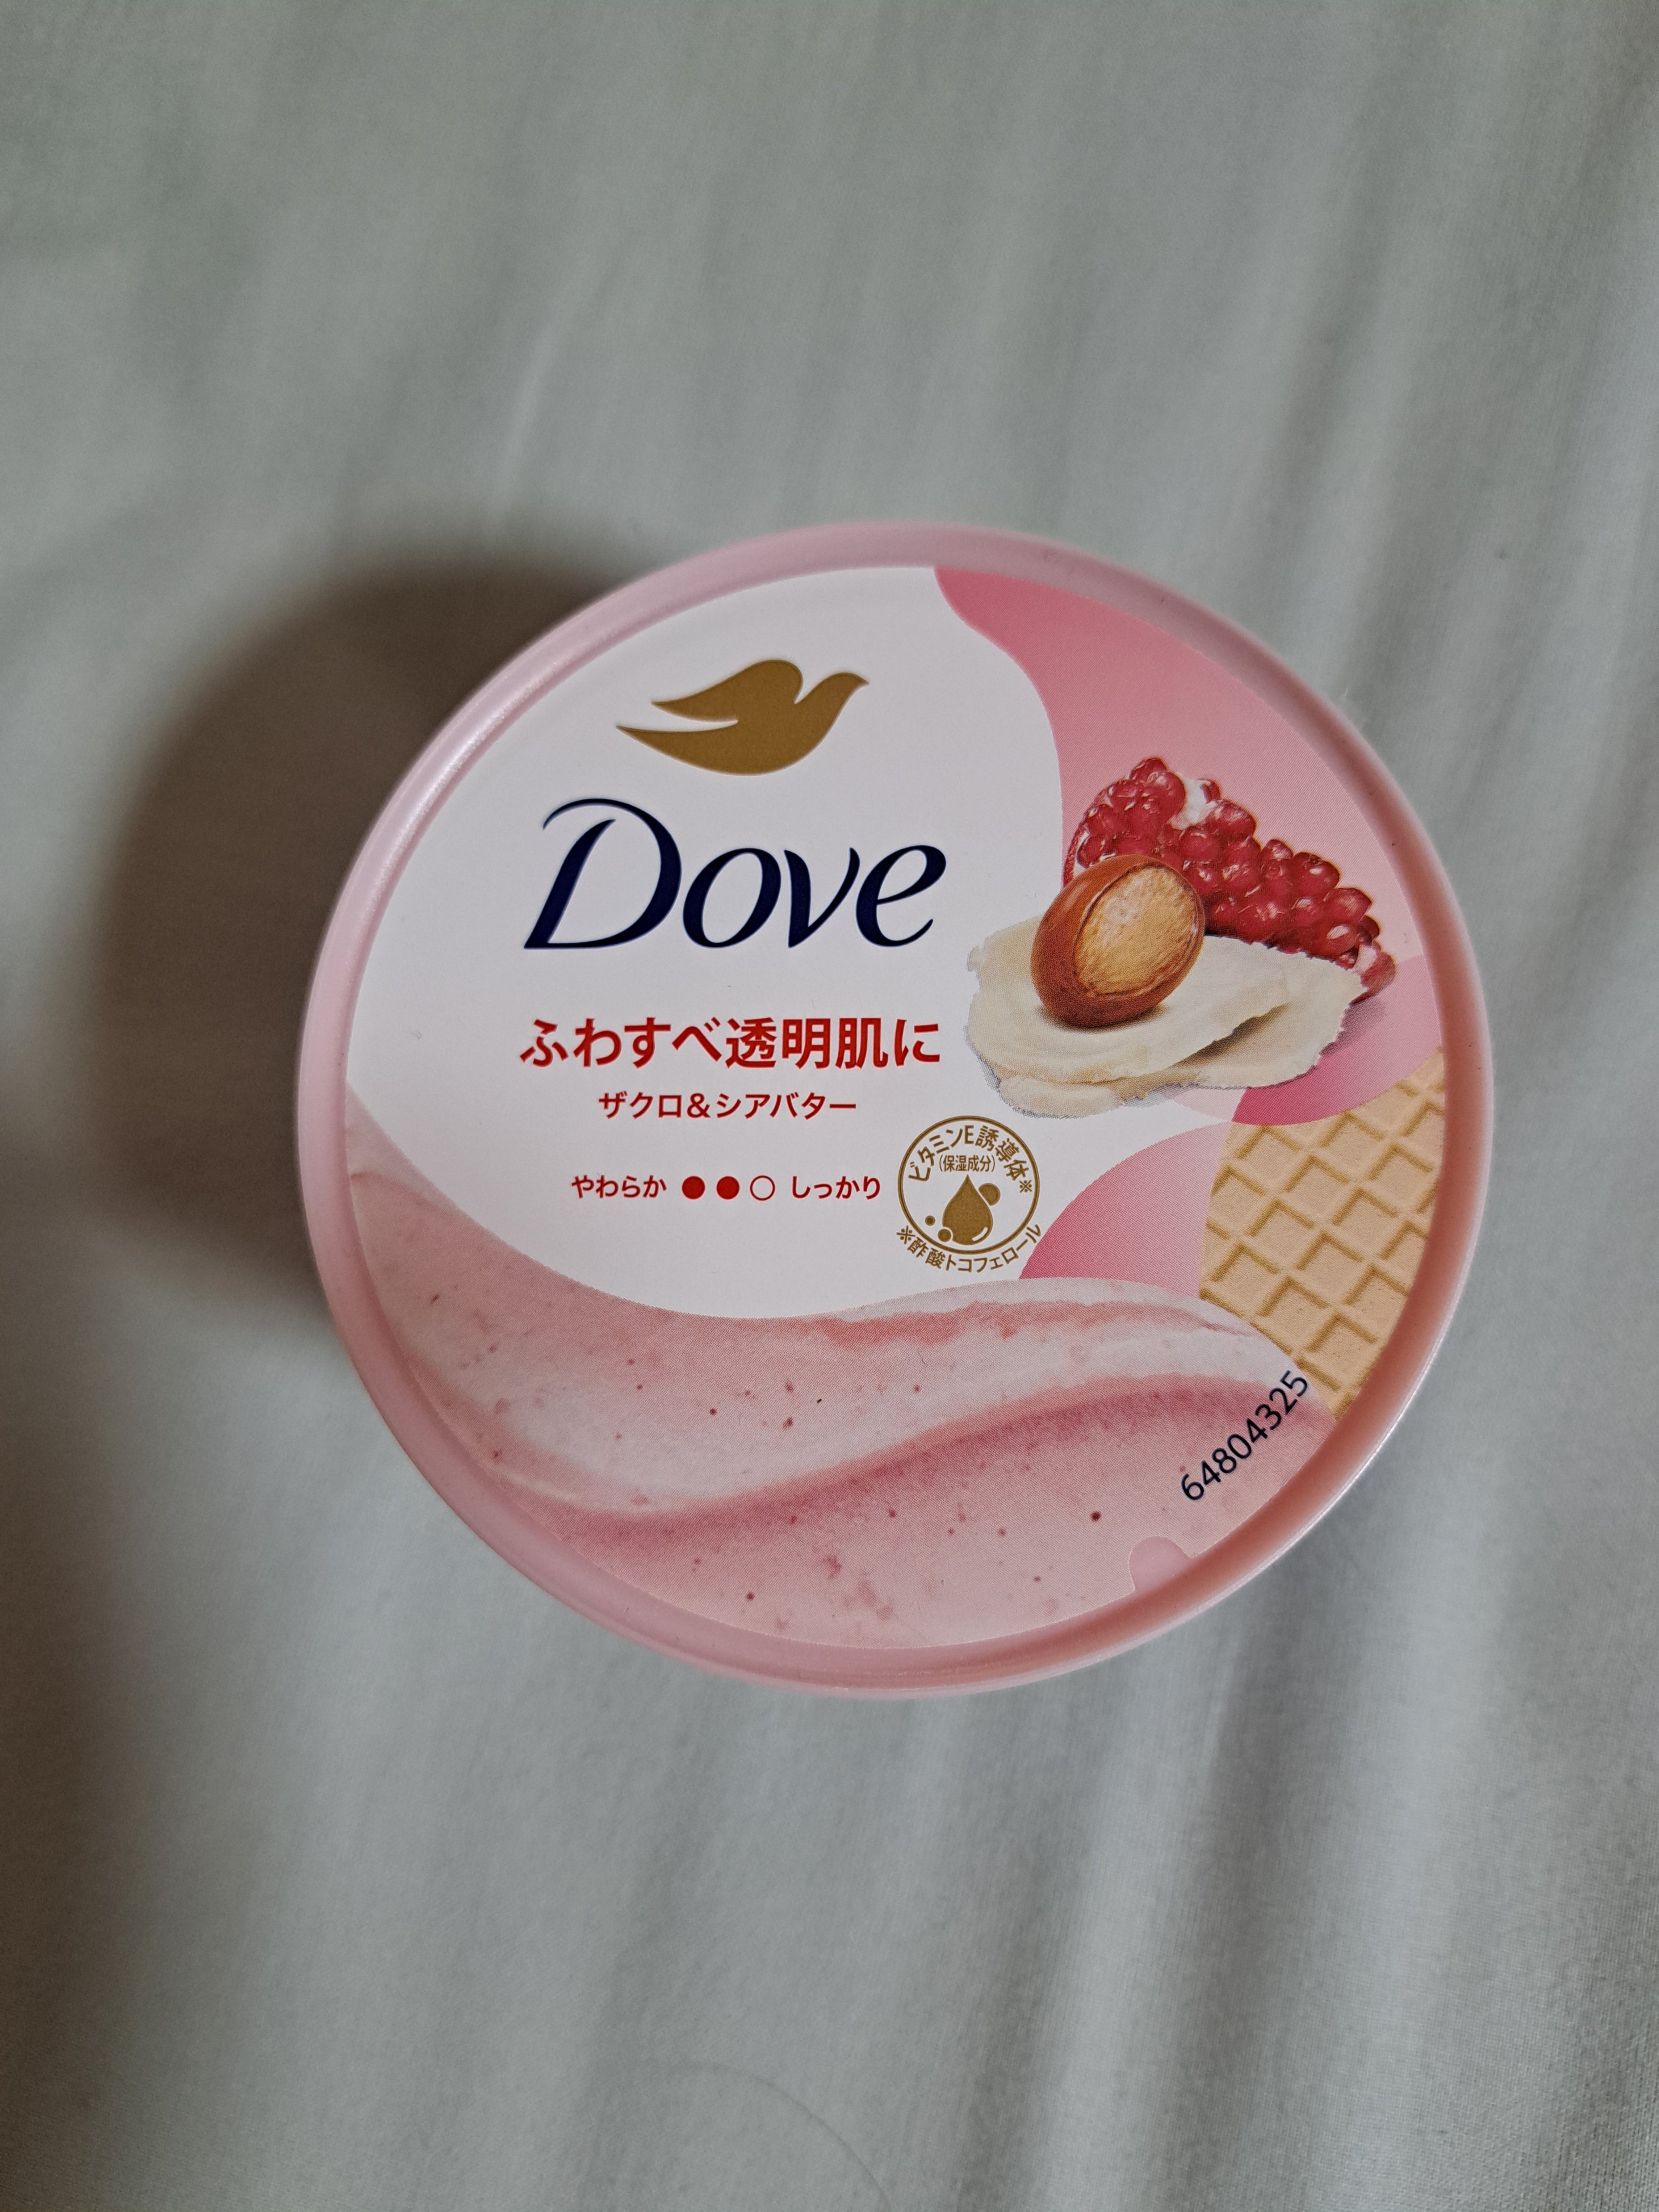 Dove
ふわすべ透明肌に
ザクロ&シアバター
やわらか ●●○ しっかり
ビタミンE誘導体※
(保湿成分)
※酢酸トコフェロール
64804325